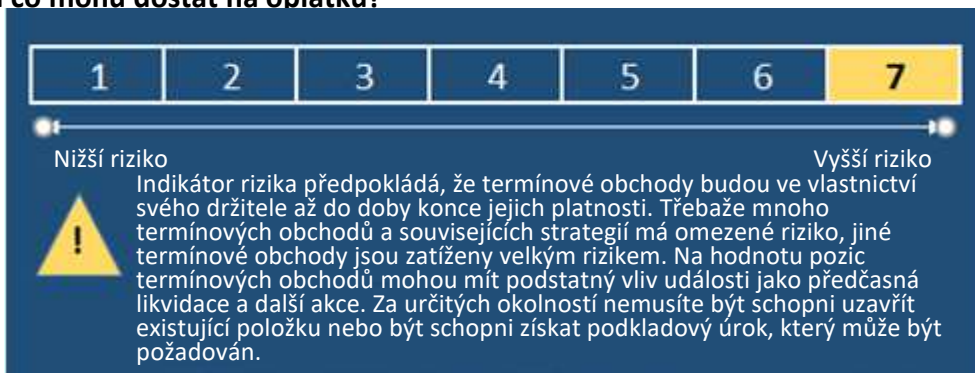 co mohu dostat na oplátku?
1 2 3 4 5 6 7
Nižší riziko Vyšší riziko
Indikátor rizika předpokládá, že termínové obchody budou ve vlastnictví
svého držitele až do doby konce jejich platnosti. Třebaže mnoho
termínových obchodů a souvisejících strategií má omezené riziko, jiné
termínové obchody jsou zatíženy velkým rizikem. Na hodnotu pozic
termínových obchodů mohou mít podstatný vliv události jako předčasná
likvidace a další akce. Za určitých okolností nemusíte být schopni uzavřít
existující položku nebo být schopni získat podkladový úrok, který může být
požadován.
!